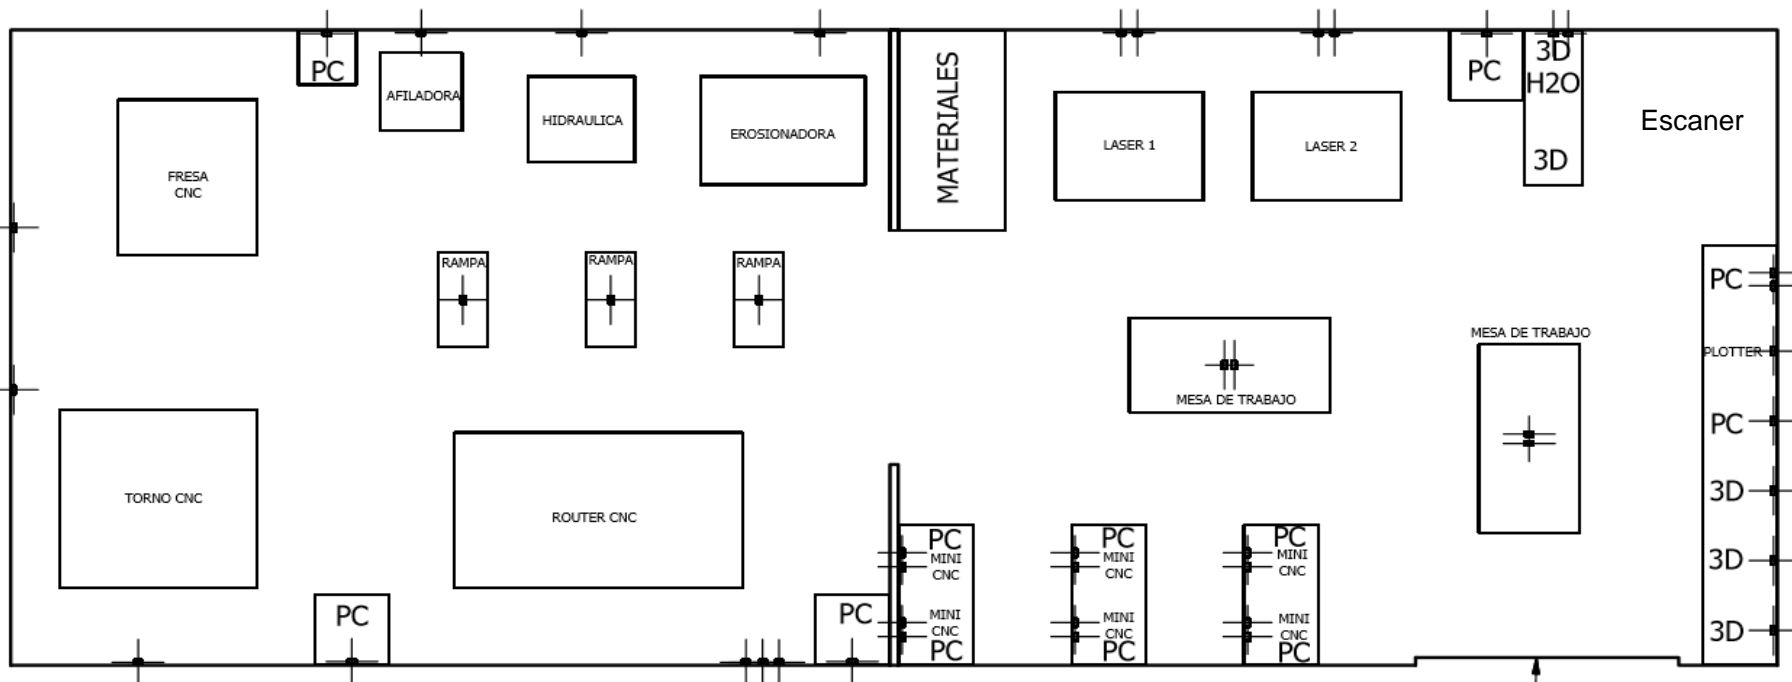 PC
AFILADORA
HIDRAULICA
EROSIONADORA
FRESA
CNC
RAMPA
RAMPA
RAMPA
TORNO CNC
ROUTER CNC
PC
PC
MATERIALES
LASER 1
LASER 2
PC
3D
H2O
3D
Escaner
MESA DE TRABAJO
MESA DE TRABAJO
PC
PLOTTER
PC
3D
3D
3D
PC
MINI
CNC
MINI
CNC
PC
PC
MINI
CNC
MINI
CNC
PC
PC
MINI
CNC
MINI
CNC
PC